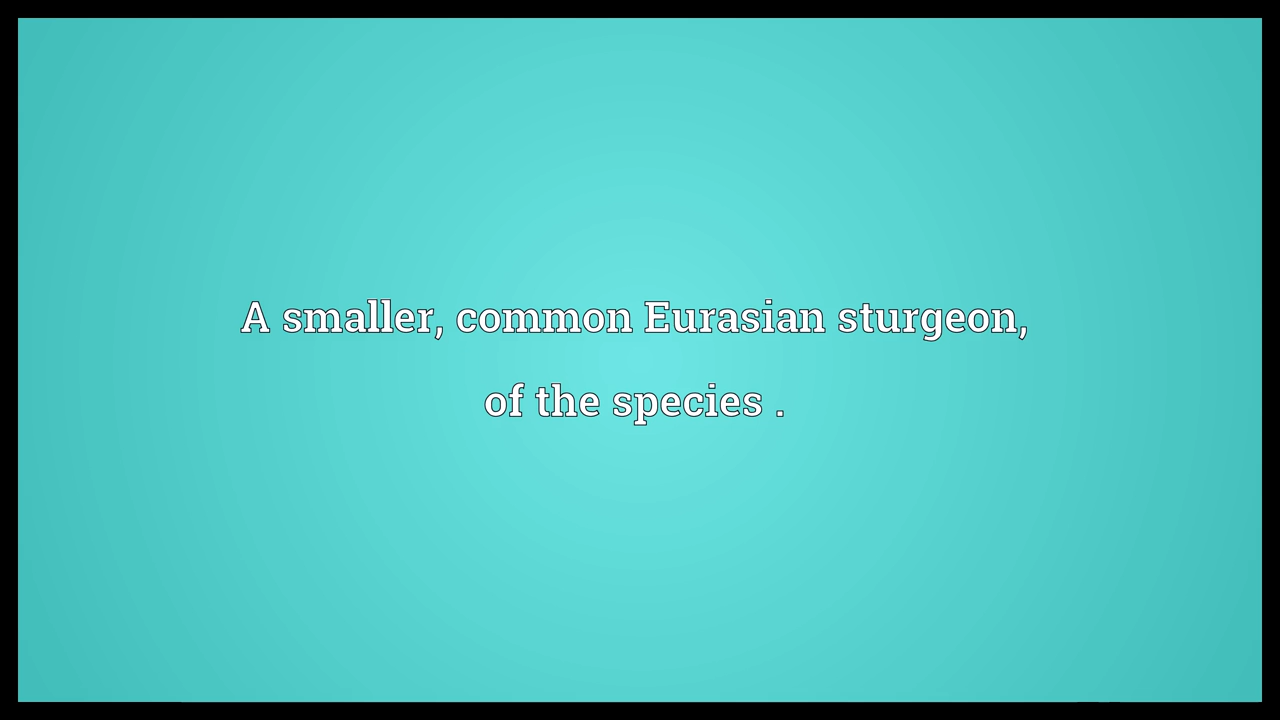 A smaller, common Eurasian sturgeon,
of the species .